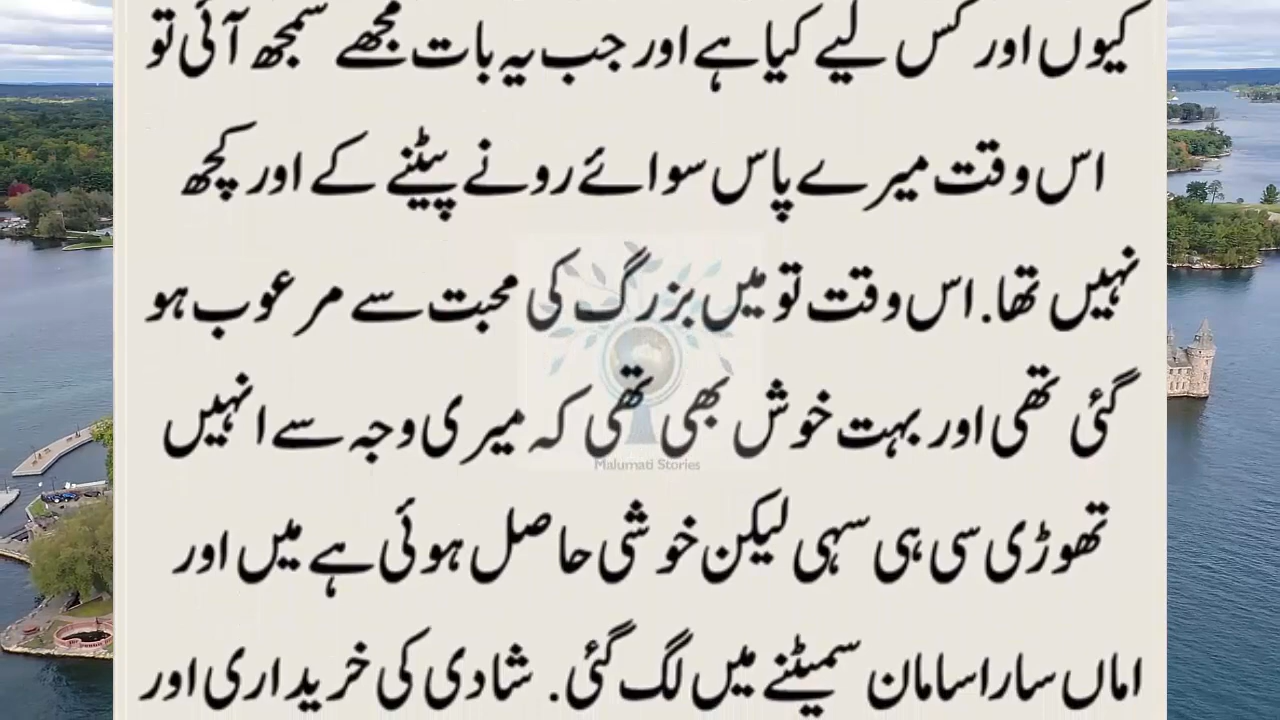 کیوں اور کس لیے کیا ہے اور جب یہ بات مجھے سمجھ آئی تو
اس وقت میرے پاس سوائے رونے پیٹنے کے اور کچھ
نہیں تھا. اس وقت تو میں بزرگ کی محبت سے مرعوب ہو
گئی تھی اور بہت خوش بھی تھی کہ میری وجہ سے انہیں
Malumati Stories
تھوڑی سی ہی سہی لیکن خوشی حاصل ہوئی ہے میں اور
اماں سارا سامان سمیٹنے میں لگ گئی. شادی کی خریداری اور